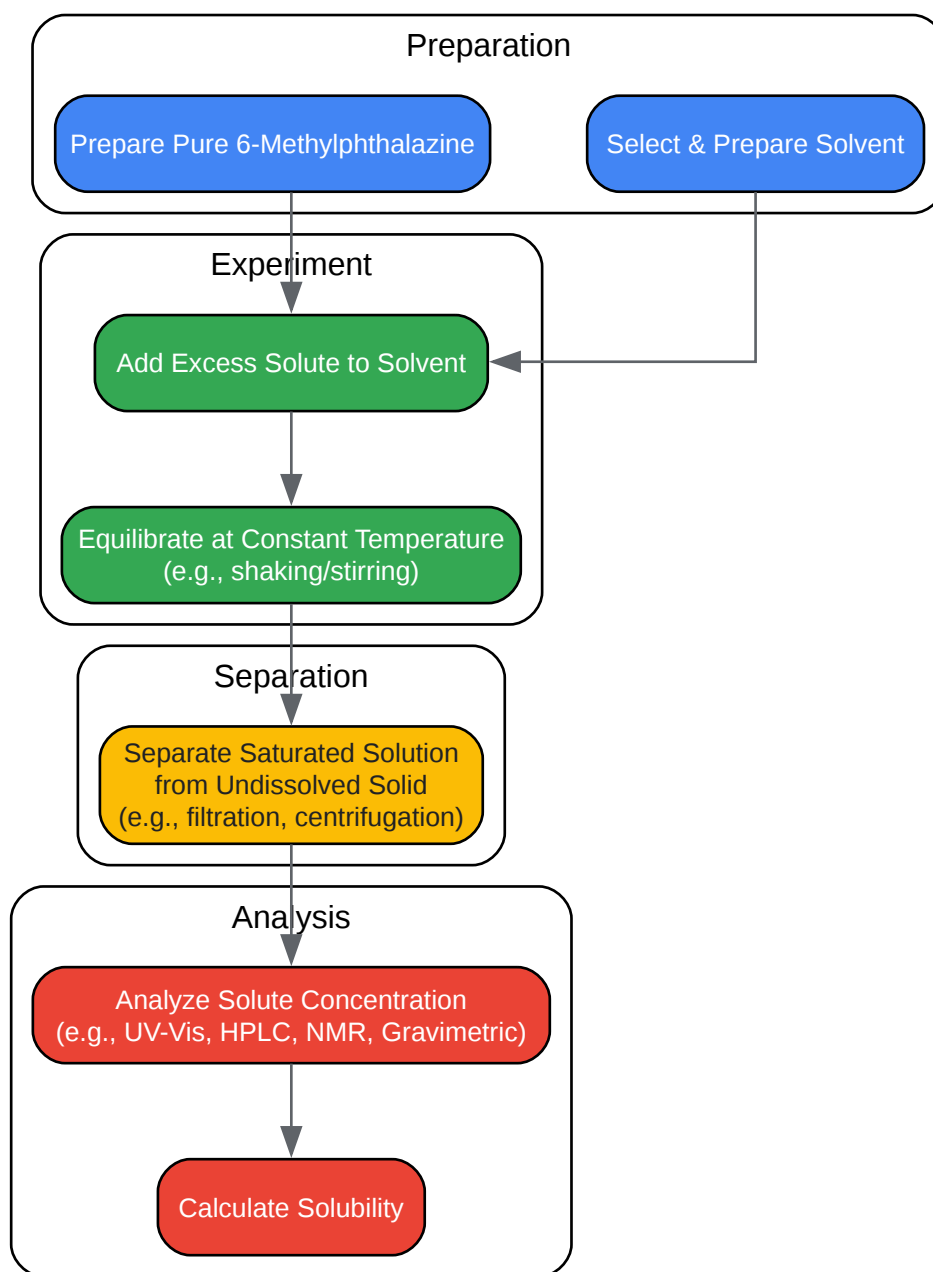 Preparation
Prepare Pure 6-Methylphthalazine
Select & Prepare Solvent
Experiment
Add Excess Solute to Solvent
Equilibrate at Constant Temperature
(e.g., shaking/stirring)
Separation
Separate Saturated Solution
from Undissolved Solid
(e.g., filtration, centrifugation)
Analysis
Analyze Solute Concentration
(e.g., UV-Vis, HPLC, NMR, Gravimetric)
Calculate Solubility